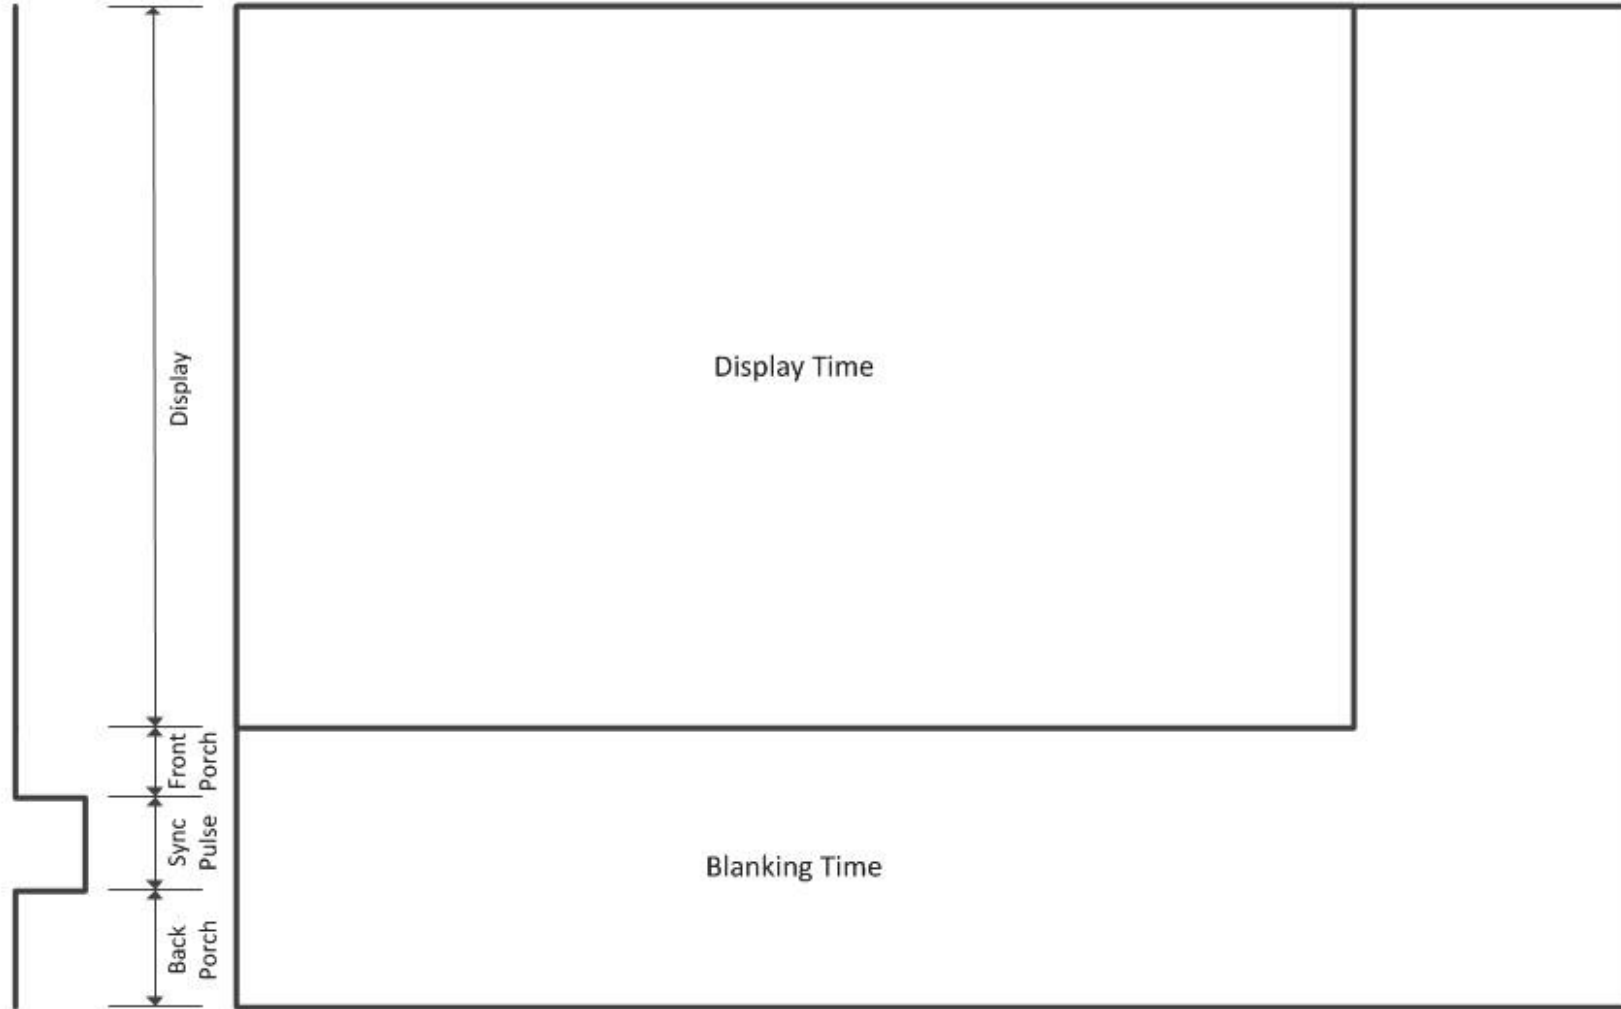 Display
Display Time
Front
Porch
Sync
Pulse
Blanking Time
Back
Porch